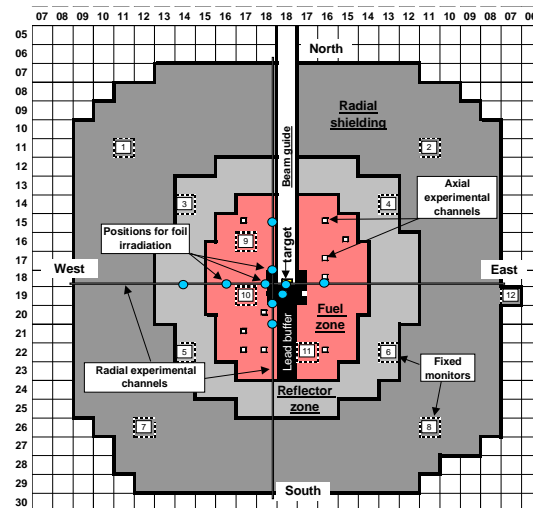 07 08 09 10 11 12 13 14 15 16 17 18 18 17 16 15 14 13 12 11 10 09 08 07 06
05
06
07
08
09
10
11
12
13
14
15
16
17
18
19
20
21
22
23
24
25
26
27
28
29
30
North
Radial
shielding
Beam guide
1
2
3
4
Axial
experimental
channels
Positions for foil
irradiation
9
target
West
East
10
12
Fuel
zone
Lead buffer
5
11
6
Radial experimental
channels
Fixed
monitors
Reflector
zone
7
8
South